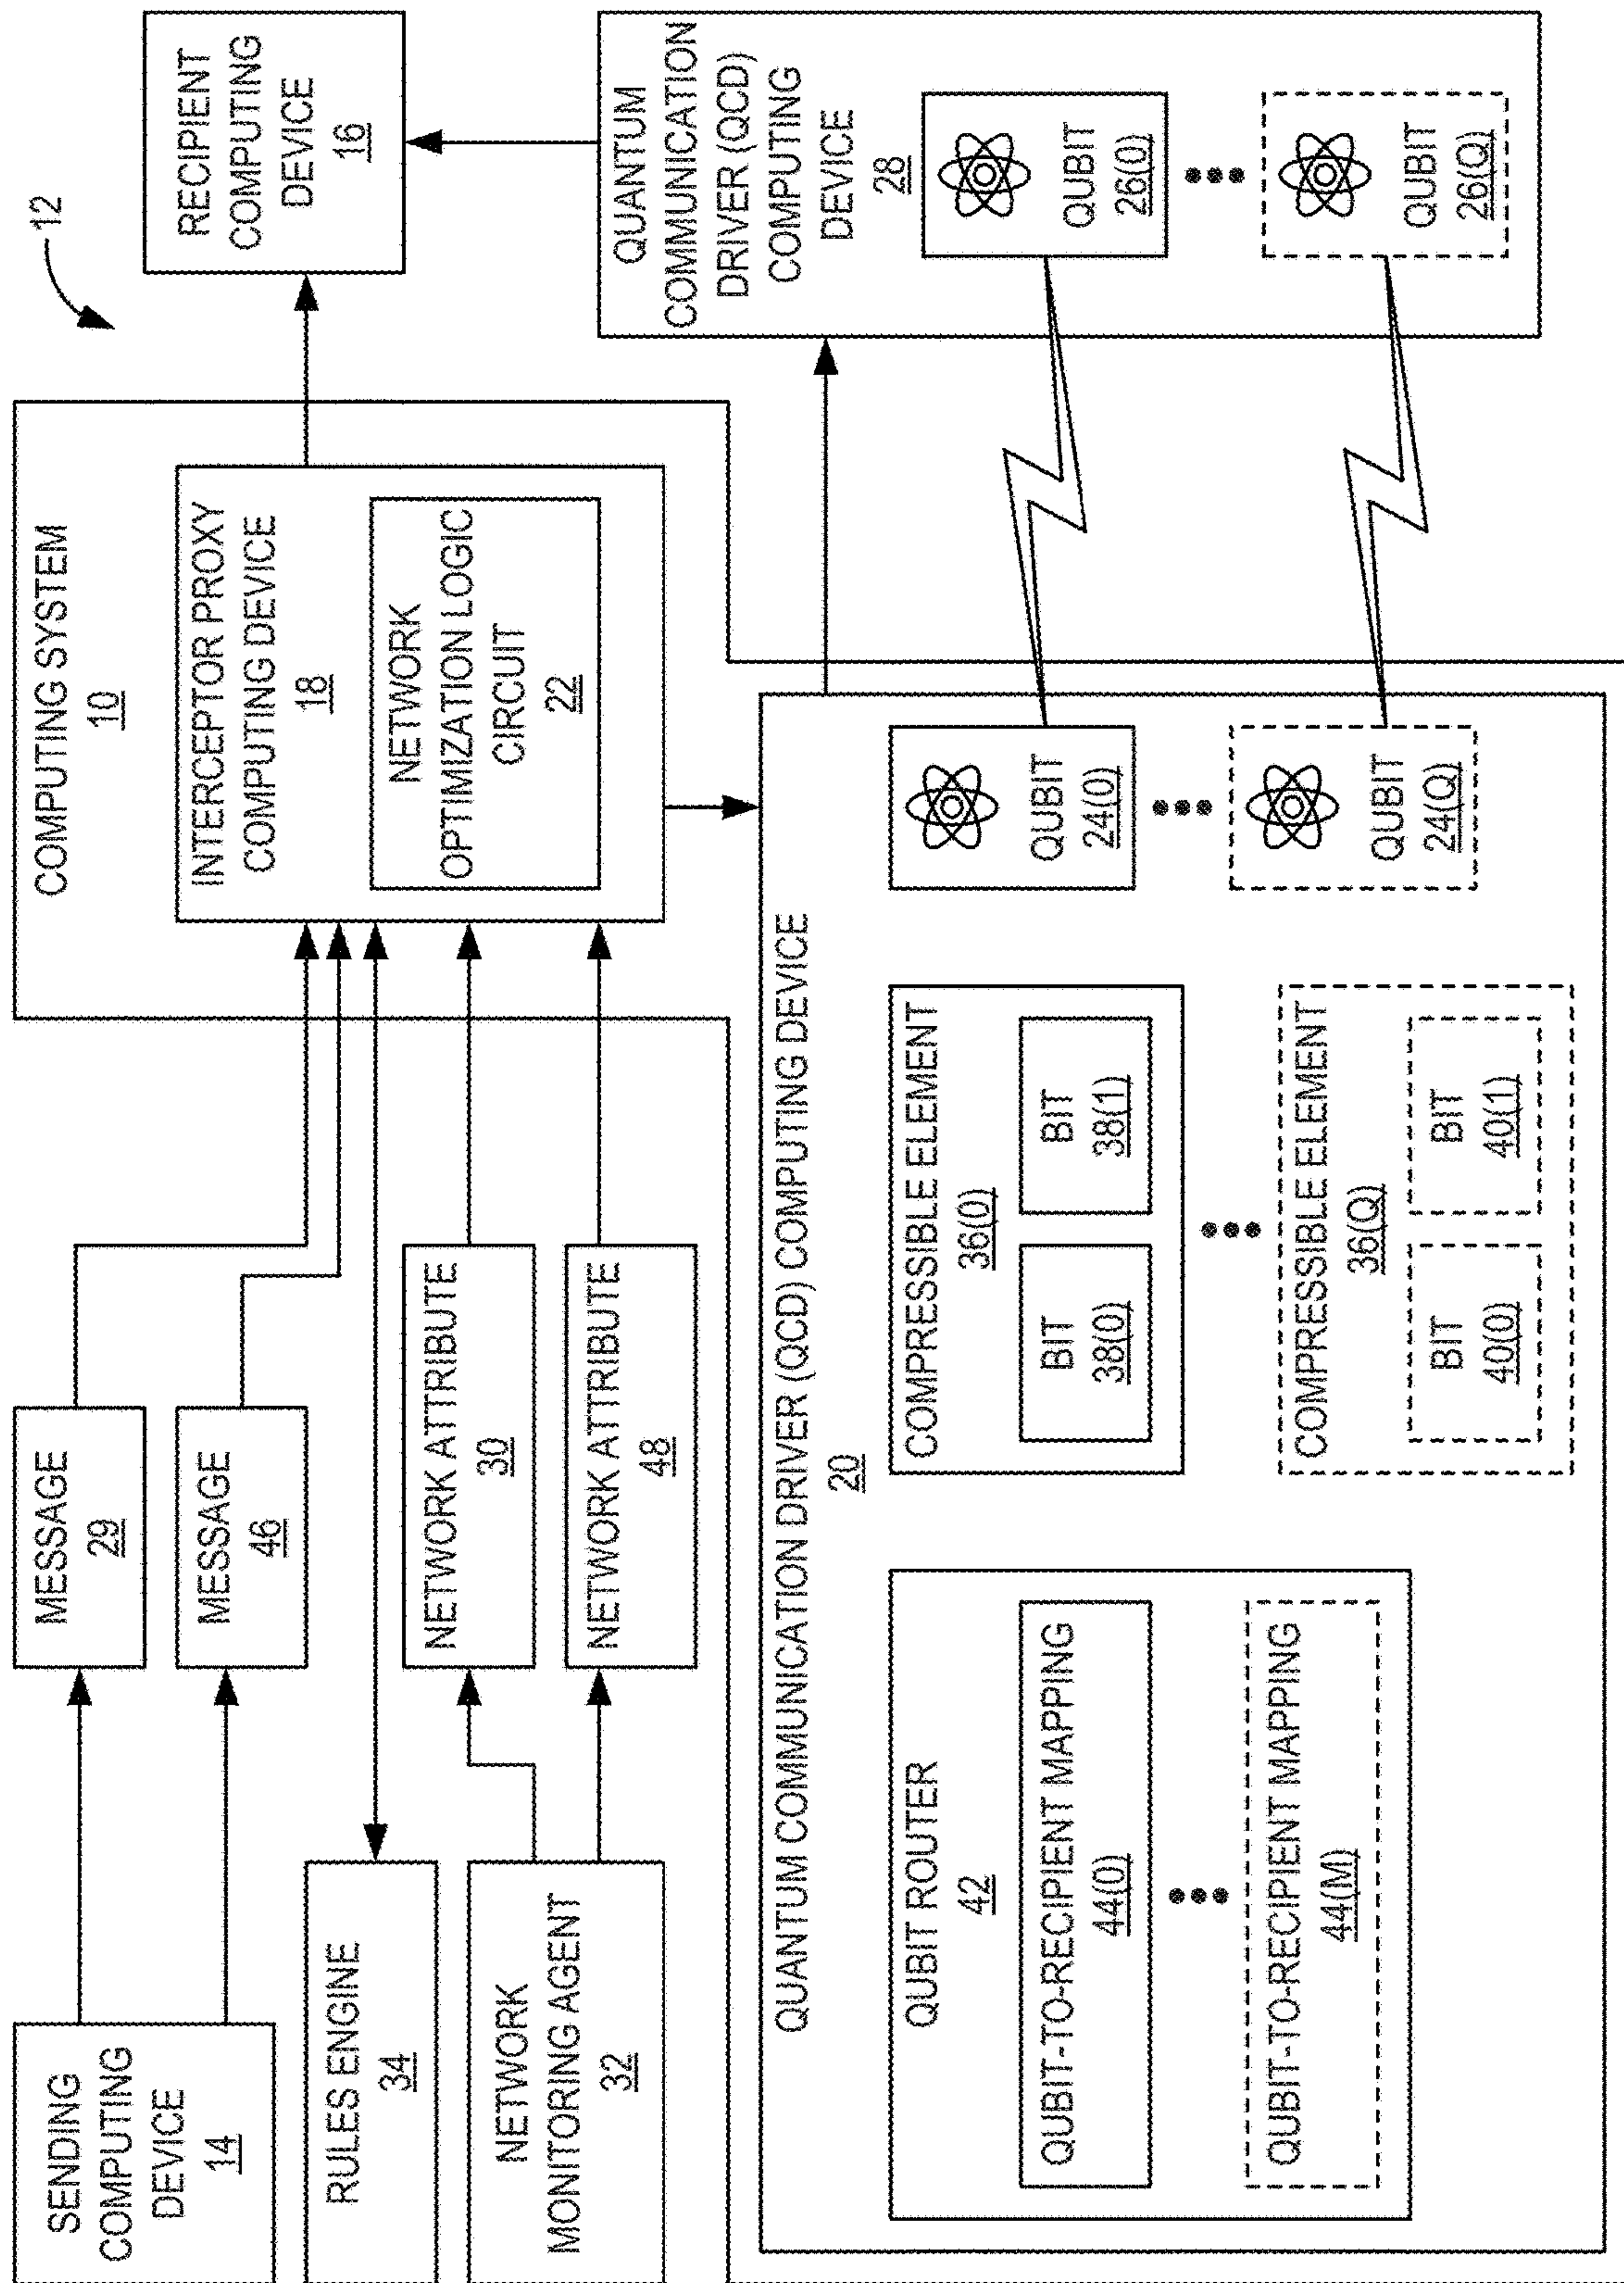 12
SENDING
COMPUTING
DEVICE
14
MESSAGE
29
MESSAGE
46
RULES ENGINE
34
NETWORK
MONITORING AGENT
32
NETWORK ATTRIBUTE
30
NETWORK ATTRIBUTE
48
COMPUTING SYSTEM
10
INTERCEPTOR PROXY
COMPUTING DEVICE
18
NETWORK
OPTIMIZATION LOGIC
CIRCUIT
22
RECIPIENT
COMPUTING
DEVICE
16
QUANTUM COMMUNICATION DRIVER (QCD) COMPUTING DEVICE
20
QUBIT ROUTER
42
QUBIT-TO-RECIPIENT MAPPING
44(0)
QUBIT-TO-RECIPIENT MAPPING
44(M)
COMPRESSIBLE ELEMENT
36(0)
BIT
38(0)
BIT
38(1)
COMPRESSIBLE ELEMENT
36(Q)
BIT
40(0)
BIT
40(1)
QUBIT
24(0)
QUBIT
24(Q)
QUANTUM
COMMUNICATION
DRIVER (QCD)
COMPUTING
DEVICE
28
QUBIT
26(0)
QUBIT
26(Q)